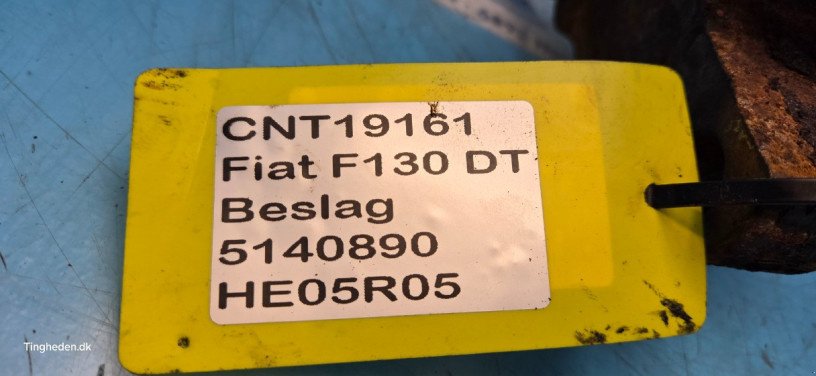 CNT19161
Fiat F130 DT
Beslag
5140890
HE05R05
Tingheden.dk